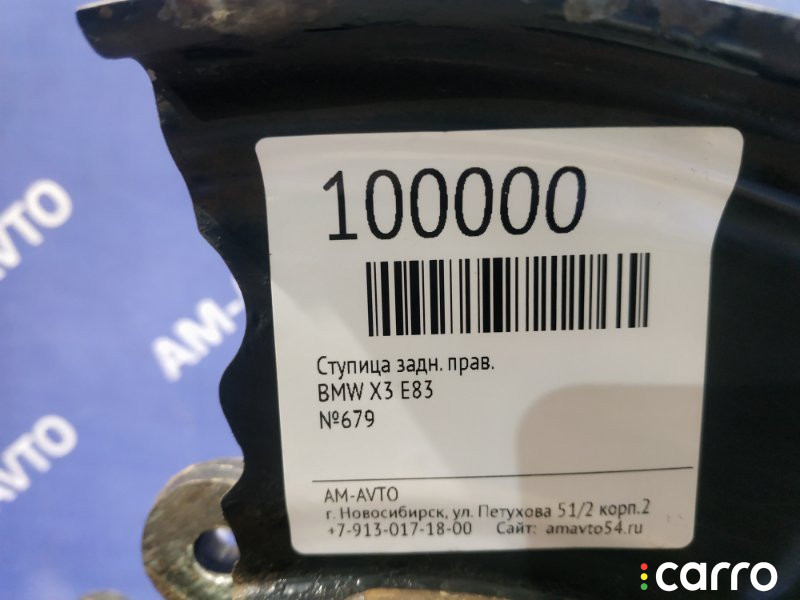 100000
Ступица задн. прав.
BMW X3 E83
№679
AM-AVTO
г. Новосибирск, ул. Петухова 51/2 корп.2
+7-913-017-18-00 Сайт: amavto54.ru
AVTO
AM-
AVTO
carro